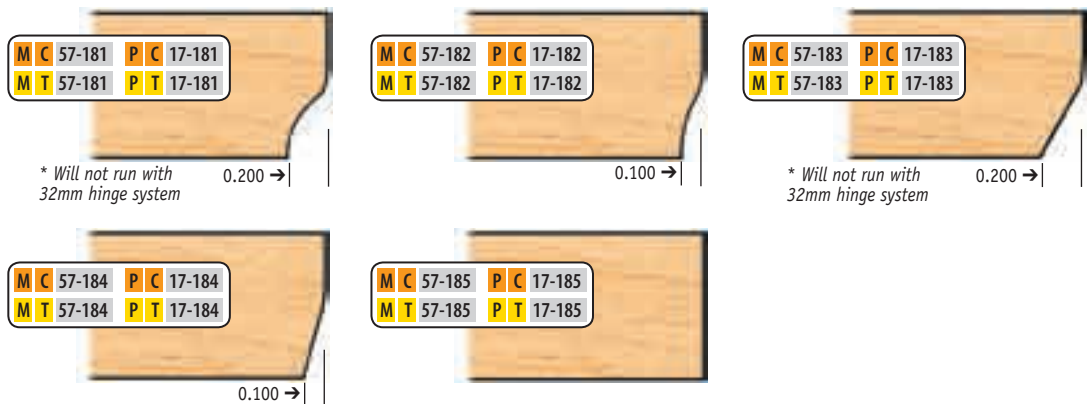 M C 57-181 P C 17-181
M T 57-181 P T 17-181
* Will not run with
32mm hinge system
0.200 →
M C 57-182 P C 17-182
M T 57-182 P T 17-182
0.100 →
M C 57-183 P C 17-183
M T 57-183 P T 17-183
* Will not run with
32mm hinge system
0.200 →
M C 57-184 P C 17-184
M T 57-184 P T 17-184
0.100 →
M C 57-185 P C 17-185
M T 57-185 P T 17-185